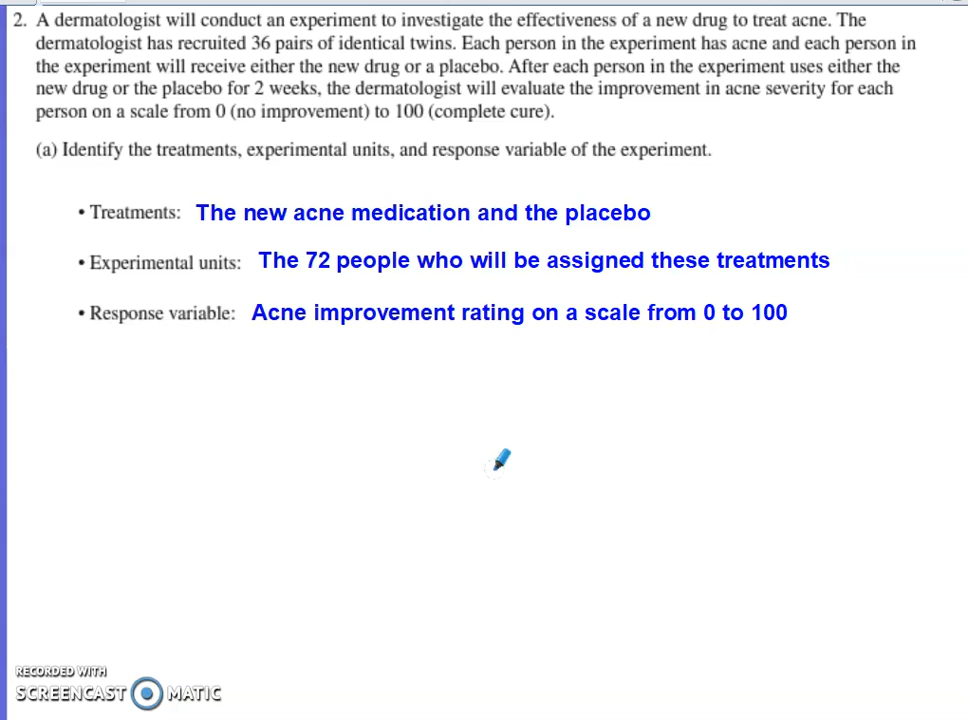 2. A dermatologist will conduct an experiment to investigate the effectiveness of a new drug to treat acne. The
dermatologist has recruited 36 pairs of identical twins. Each person in the experiment has acne and each person in
the experiment will receive either the new drug or a placebo. After each person in the experiment uses either the
new drug or the placebo for 2 weeks, the dermatologist will evaluate the improvement in acne severity for each
person on a scale from 0 (no improvement) to 100 (complete cure).
(a) Identify the treatments, experimental units, and response variable of the experiment.
• Treatments: The new acne medication and the placebo
• Experimental units: The 72 people who will be assigned these treatments
• Response variable: Acne improvement rating on a scale from 0 to 100
RECORDED WITH
SCREENCAST MATIC